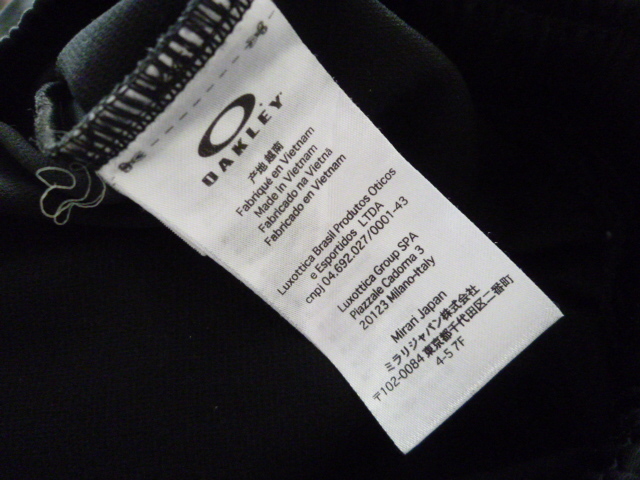 OAKLEY
产地 越南
Fabriqué en Vietnam
Made in Vietnam
Fabricado na Vietnã
Fabricado en Vietnam
Luxottica Brasil Produtos Oticos
e Esportidos LTDA
cnpj 04.692.027/0001-43
Luxottica Group SPA
Piazzale Cadorna 3
20123 Milano-Italy
Mirari Japan
ミラリジャパン株式会社
〒102-0084 東京都千代田区二番町
4-5 7F